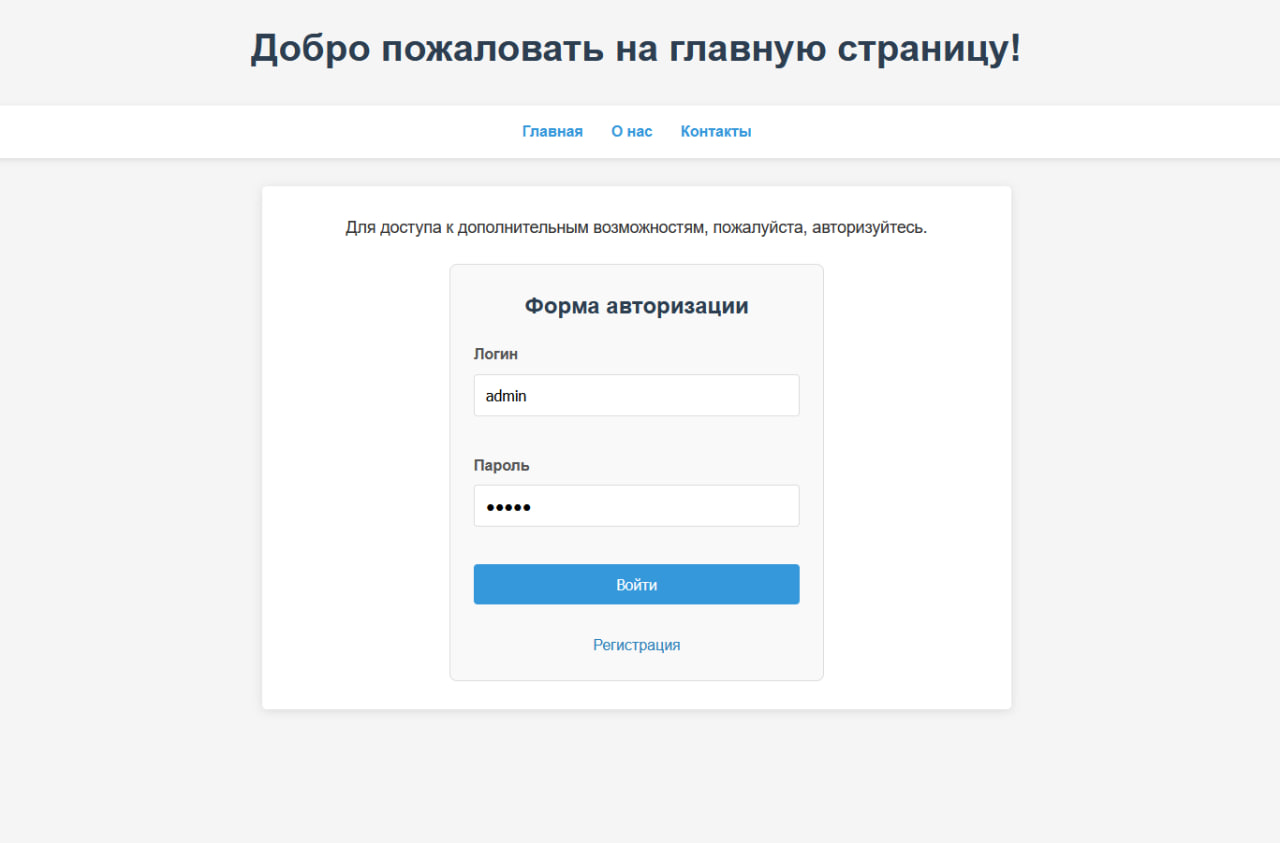 Добро пожаловать на главную страницу!
Главная О нас Контакты
Для доступа к дополнительным возможностям, пожалуйста, авторизуйтесь.
Форма авторизации
Логин
admin
Пароль
•••••
Войти
Регистрация